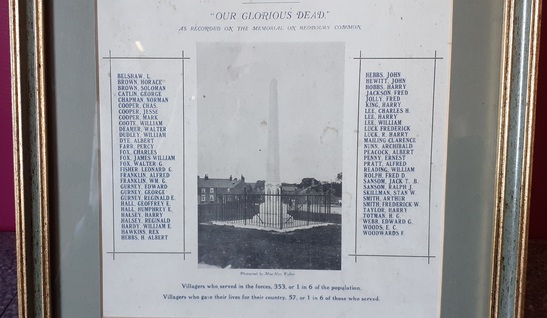 "OUR GLORIOUS DEAD."
AS RECORDED ON THE MEMORIAL ON REDBOURN COMMON
BELSHAW, L.
BROWN, HORACE
BROWN, SOLOMAN
CATLIN, GEORGE
CHAPMAN, NORMAN
COOPER, CHAS.
COOPER, JESSE
COOPER, MARK
COOTE, WILLIAM
DEAMER, WALTER
DUDLEY, WILLIAM
DYE, ALBERT
FARR, PERCY
FOX, CHARLES
FOX, JAMES WILLIAM
FOX, WALTER G.
FISHER, LEONARD G.
FRANKLIN, ALFRED
FRANKLIN, WM. G.
GURNEY, EDWARD
GURNEY, GEORGE
GURNEY, REGINALD E.
HALL, GEOFFREY E.
HALL, HUMPHREY E.
HALSEY, HARRY
HALSEY, REGINALD
HARDY, WILLIAM E.
HAWKINS, REX
HEBBS, H. ALBERT
HEBBS, JOHN
HEWITT, JOHN
HOBBS, HARRY
JACKSON, FRED
JOLLY, FRED
KING, HARRY
LEE, CHARLES H.
LEE, HARRY
LEE, WILLIAM
LUCK, FREDERICK
LUCK, R. HARRY
MAILING, CLARENCE
NUNN, ARCHIBALD
PEACOCK, ALBERT
PENNY, ERNEST
PRATT, ALFRED
READING, WILLIAM
ROLPH, FRED D.
SANSOM, JACK T. B.
SANSOM, RALPH J.
SKILLMAN, STAN W.
SMITH, ARTHUR
SMITH, FREDERICK W.
TAYLOR, HARRY
TOTMAN, H. G.
WEBB, EDWARD G.
WOODS, E. C.
WOODWARDS F.
Villagers who served in the forces, 353, or 1 in 6 of the population.
Villagers who gave their lives for their country, 57, or 1 in 6 of those who served.